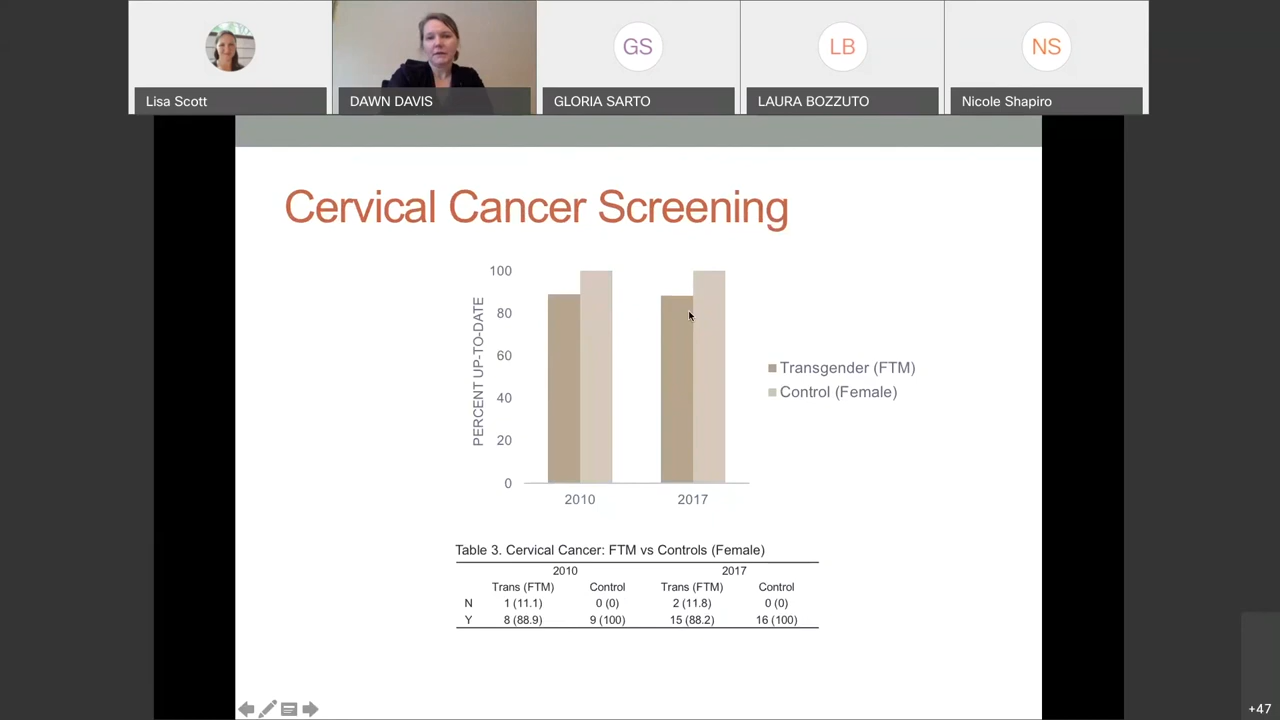 GS
LB
NS
Lisa Scott
DAWN DAVIS
GLORIA SARTO
LAURA BOZZUTO
Nicole Shapiro
Cervical Cancer Screening
PERCENT UP-TO-DATE
100
80
60
40
20
0
2010
2017
Transgender (FTM)
Control (Female)
Table 3. Cervical Cancer: FTM vs Controls (Female)
2010 2017
Trans (FTM) Control Trans (FTM) Control
N 1 (11.1) 0 (0) 2 (11.8) 0 (0)
Y 8 (88.9) 9 (100) 15 (88.2) 16 (100)
+47